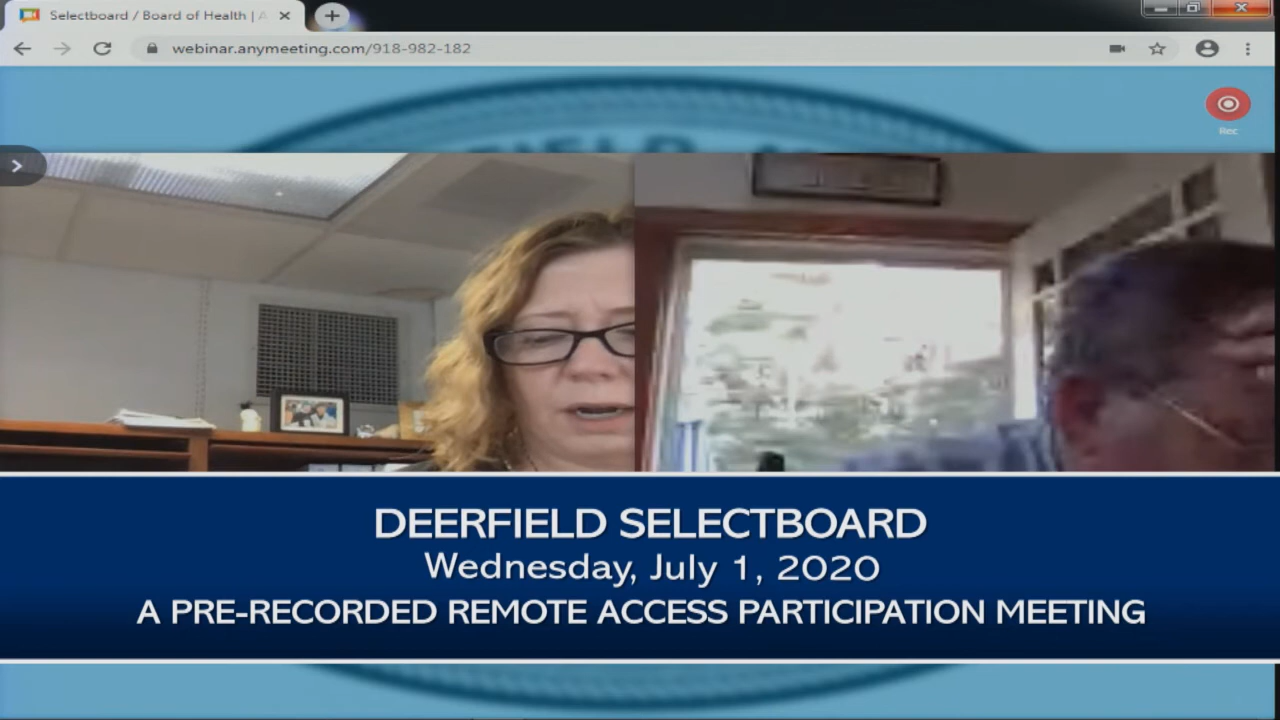 Selectboard / Board of Health | A
webinar.anymeeting.com/918-982-182
Rec
DEERFIELD SELECTBOARD
Wednesday, July 1, 2020
A PRE-RECORDED REMOTE ACCESS PARTICIPATION MEETING